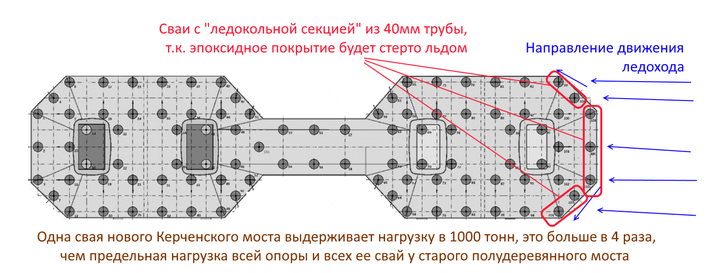 Сваи с "ледокольной секцией" из 40мм трубы,
т.к. эпоксидное покрытие будет стерто льдом
Направление движения
ледохода
Одна свая нового Керченского моста выдерживает нагрузку в 1000 тонн, это больше в 4 раза,
чем предельная нагрузка всей опоры и всех ее свай у старого полудеревянного моста